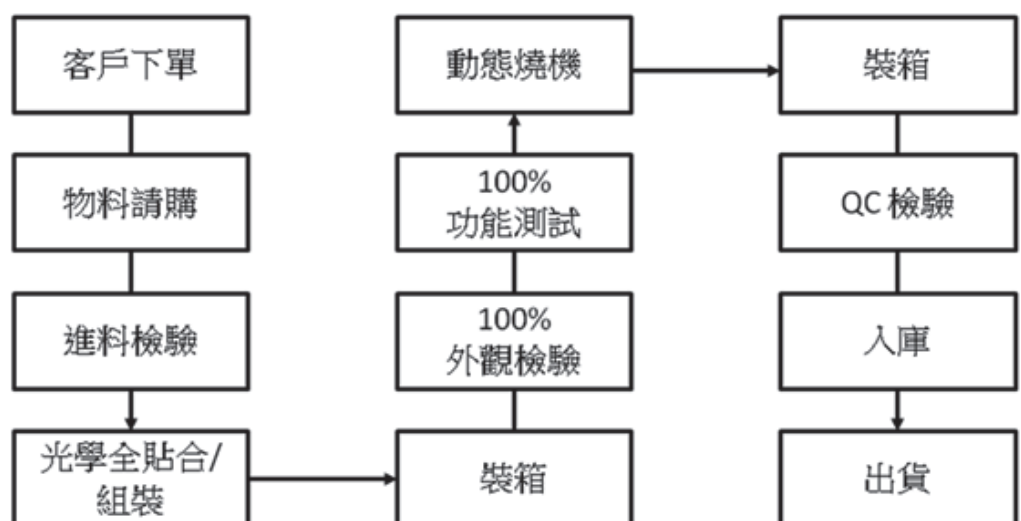 客戶下單
物料請購
進料檢驗
光學全貼合/
組裝
裝箱
100%
外觀檢驗
100%
功能測試
動態燒機
裝箱
QC 檢驗
入庫
出貨